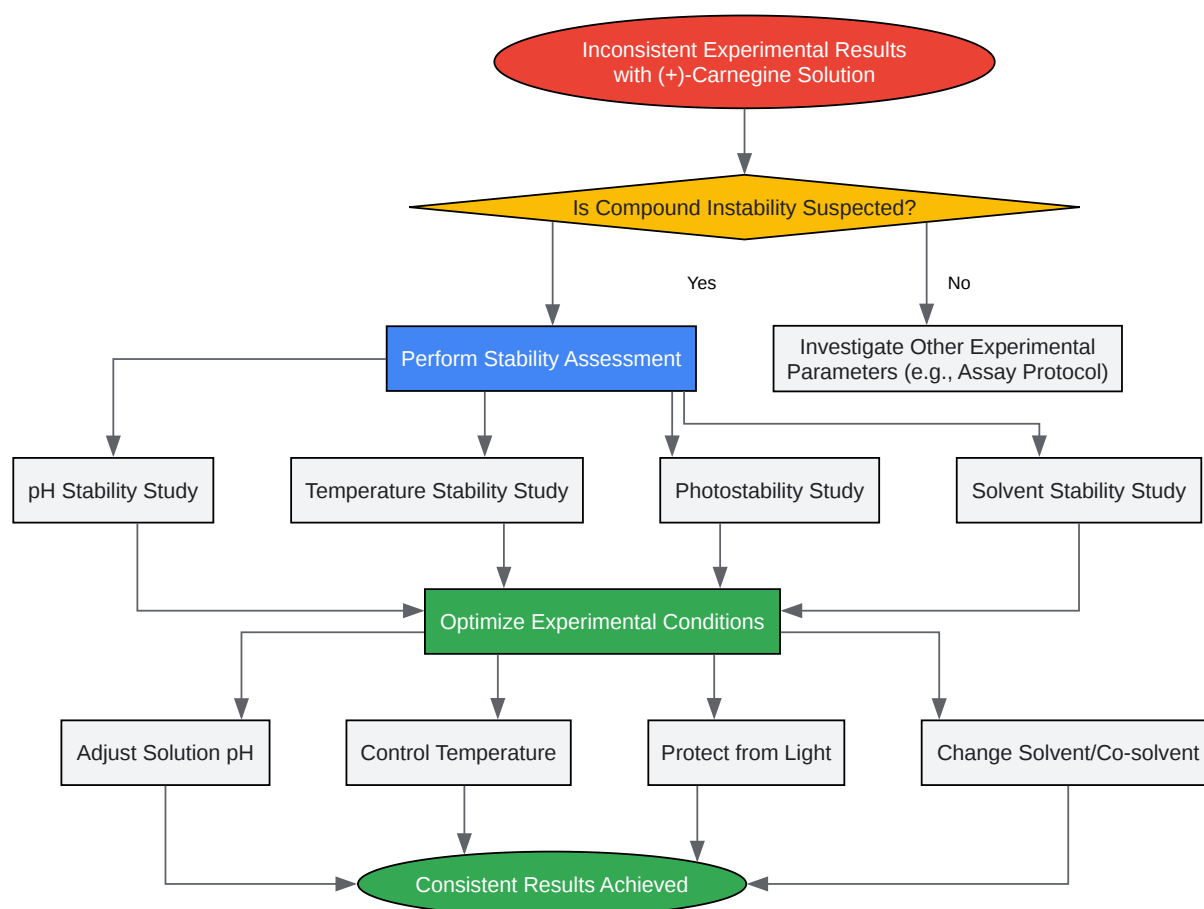 Inconsistent Experimental Results
with (+)-Carnegine Solution
Is Compound Instability Suspected?
Yes
No
Perform Stability Assessment
Investigate Other Experimental
Parameters (e.g., Assay Protocol)
pH Stability Study
Temperature Stability Study
Photostability Study
Solvent Stability Study
Optimize Experimental Conditions
Adjust Solution pH
Control Temperature
Protect from Light
Change Solvent/Co-solvent
Consistent Results Achieved